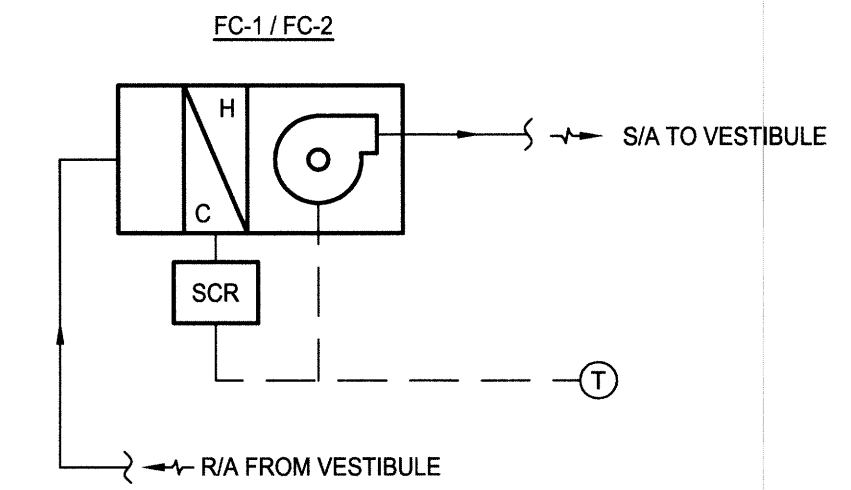 FC-1 / FC-2
H
S/A TO VESTIBULE
C
SCR
T
R/A FROM VESTIBULE